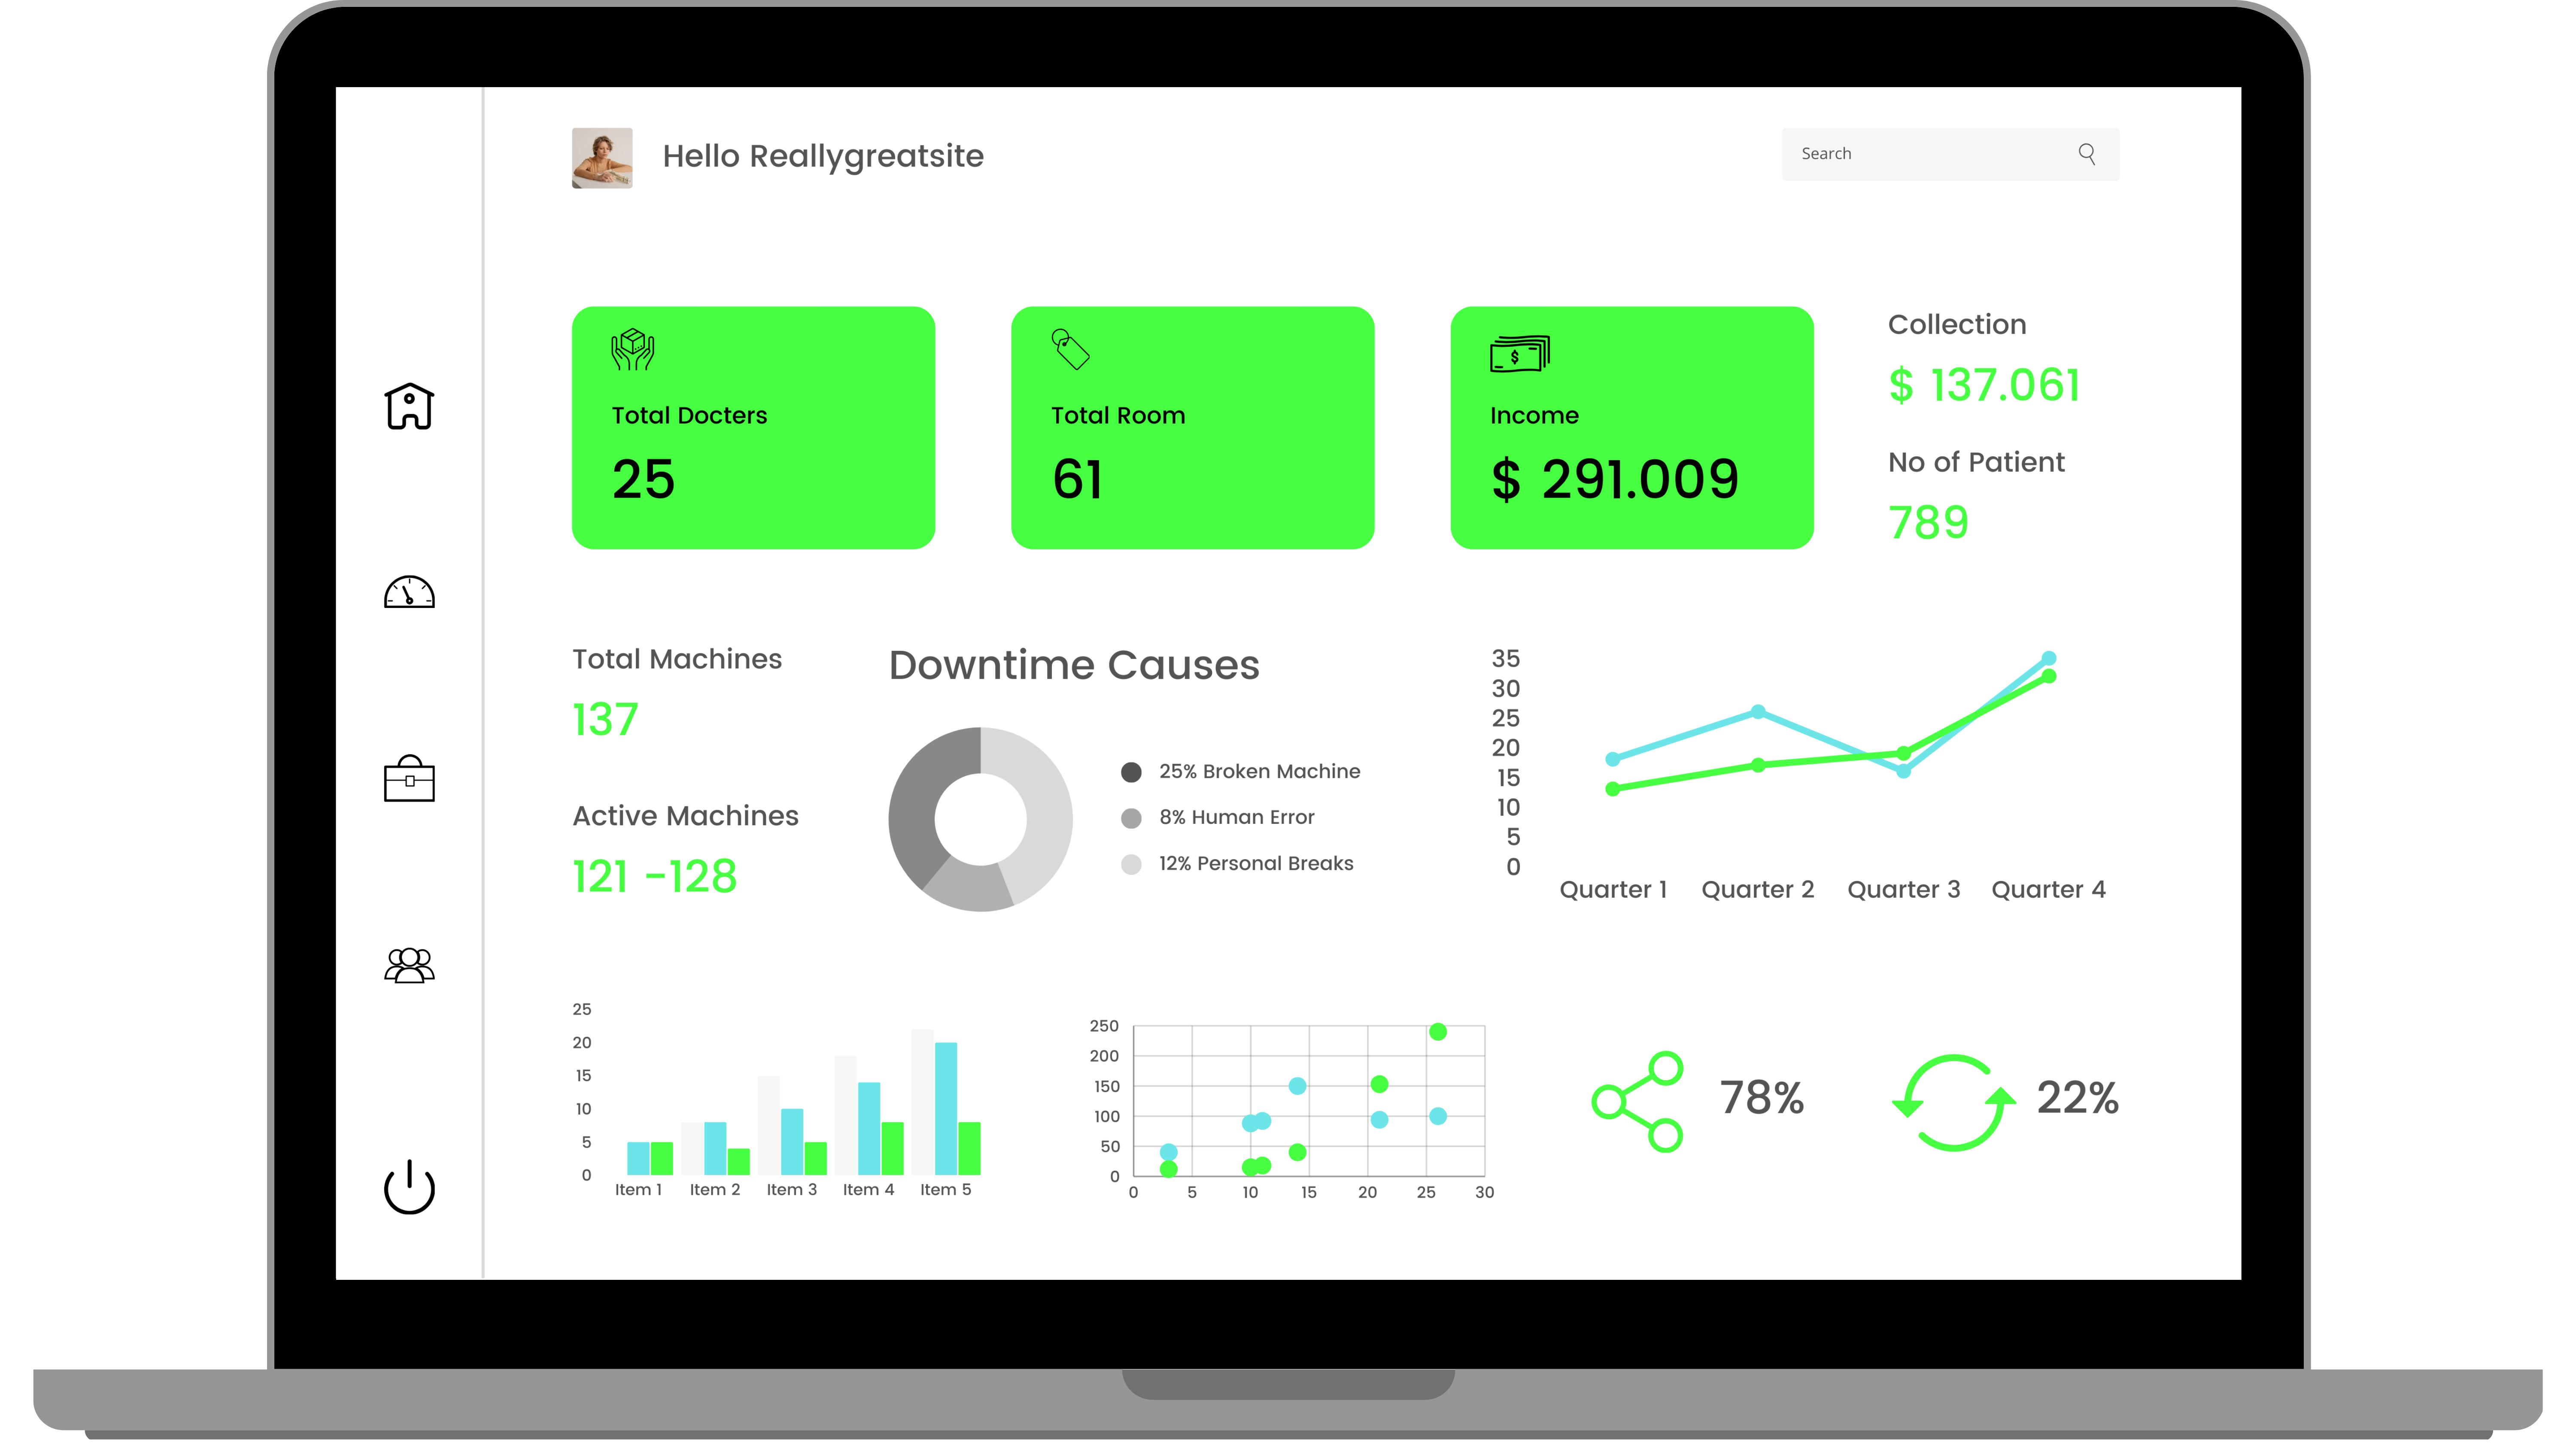 Hello Reallygreatsite
Search
Total Docters
25
Total Room
61
Income
$ 291.009
Collection
$ 137.061
No of Patient
789
Total Machines
137
Active Machines
121 -128
Downtime Causes
25% Broken Machine
8% Human Error
12% Personal Breaks
35
30
25
20
15
10
5
0
Quarter 1 Quarter 2 Quarter 3 Quarter 4
25
20
15
10
5
0
Item 1 Item 2 Item 3 Item 4 Item 5
250
200
150
100
50
0
0 5 10 15 20 25 30
78%
22%